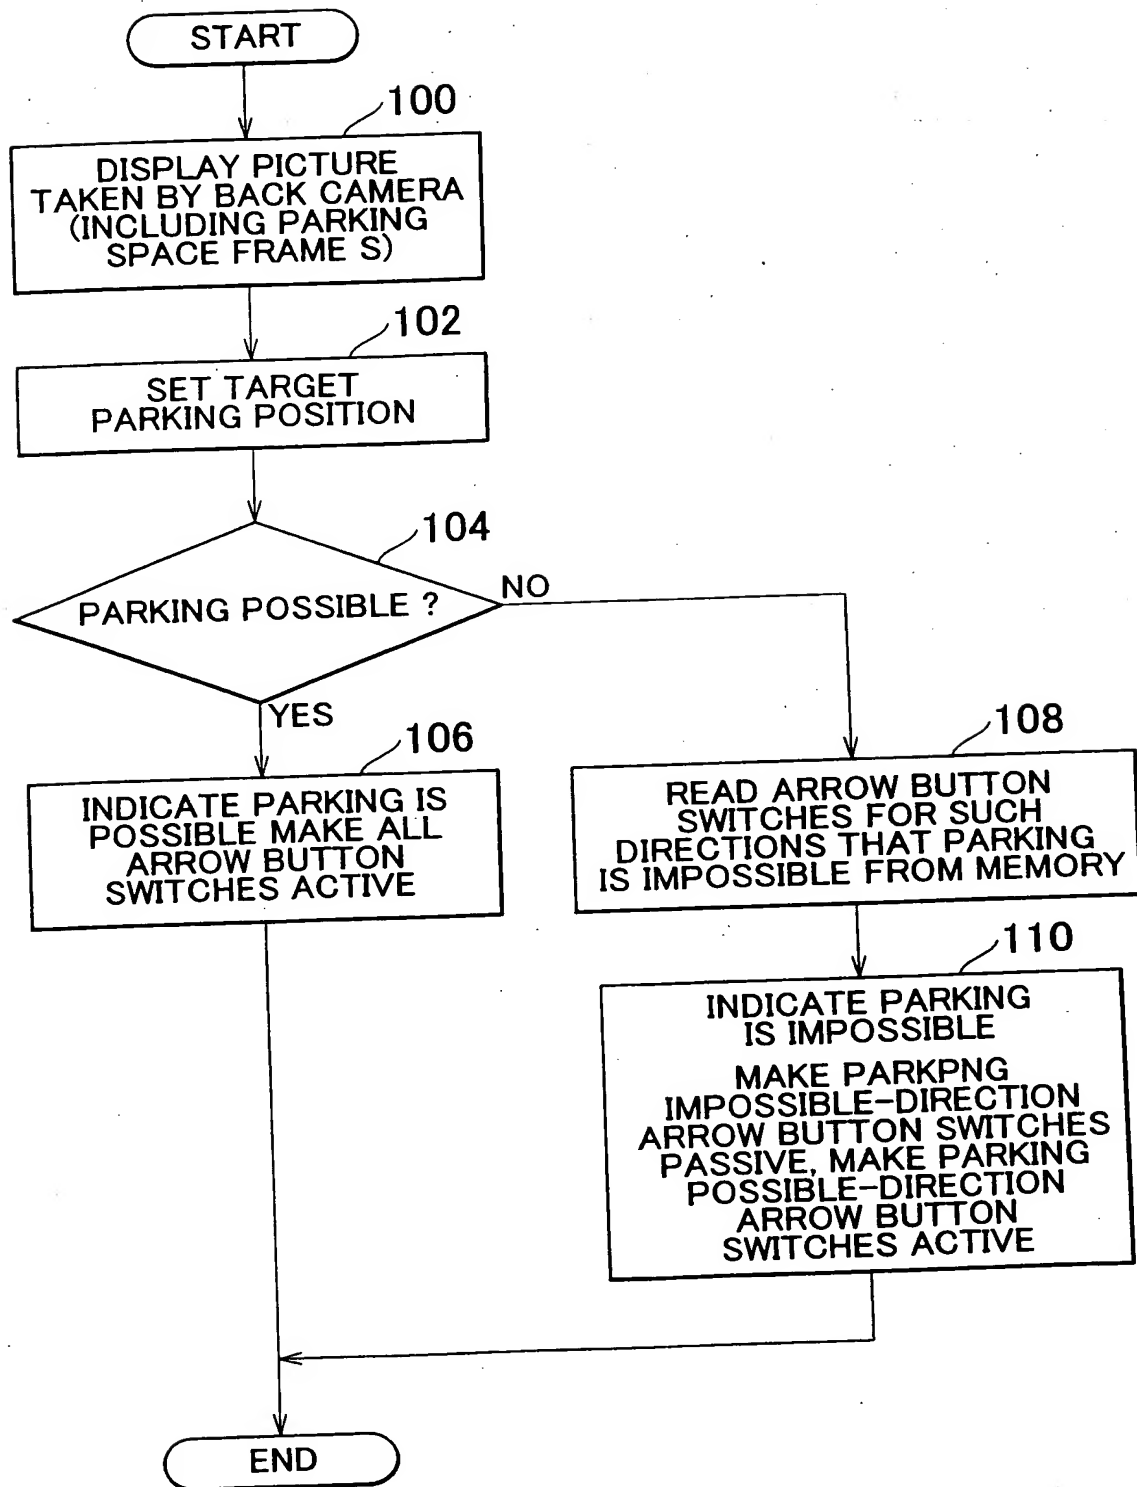 START
100
DISPLAY PICTURE
TAKEN BY BACK CAMERA
(INCLUDING PARKING
SPACE FRAME S)
102
SET TARGET
PARKING POSITION
104
PARKING POSSIBLE ?
NO
YES
106
INDICATE PARKING IS
POSSIBLE MAKE ALL
ARROW BUTTON
SWITCHES ACTIVE
108
READ ARROW BUTTON
SWITCHES FOR SUCH
DIRECTIONS THAT PARKING
IS IMPOSSIBLE FROM MEMORY
110
INDICATE PARKING
IS IMPOSSIBLE
MAKE PARKPNG
IMPOSSIBLE-DIRECTION
ARROW BUTTON SWITCHES
PASSIVE, MAKE PARKING
POSSIBLE-DIRECTION
ARROW BUTTON
SWITCHES ACTIVE
END